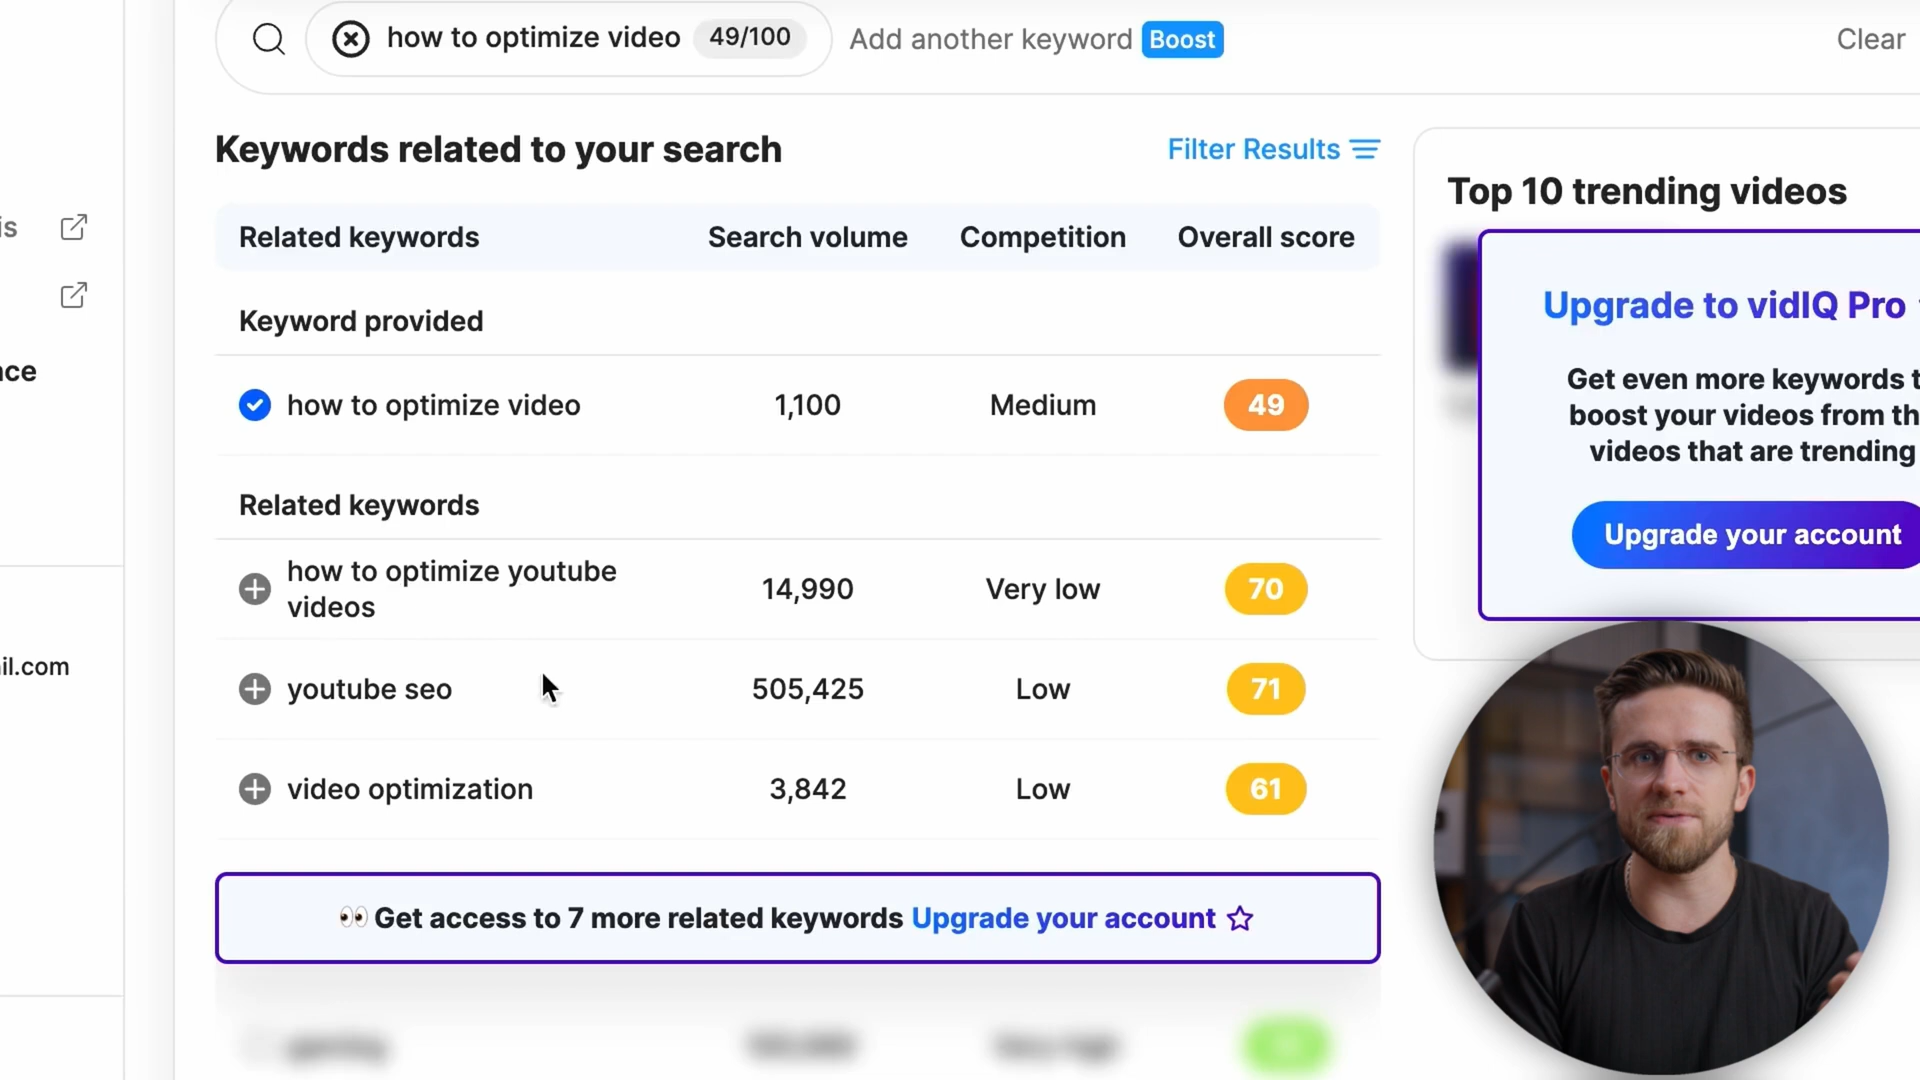 how to optimize video 49/100 Add another keyword Boost Clear
Keywords related to your search
Filter Results
Related keywords Search volume Competition Overall score
Keyword provided
how to optimize video 1,100 Medium 49
Related keywords
how to optimize youtube
videos
14,990 Very low 70
youtube seo 505,425 Low 71
video optimization 3,842 Low 61
👀 Get access to 7 more related keywords Upgrade your account
Top 10 trending videos
Upgrade to vidIQ Pro
Get even more keywords t
boost your videos from th
videos that are trending
Upgrade your account
is
nce
il.com